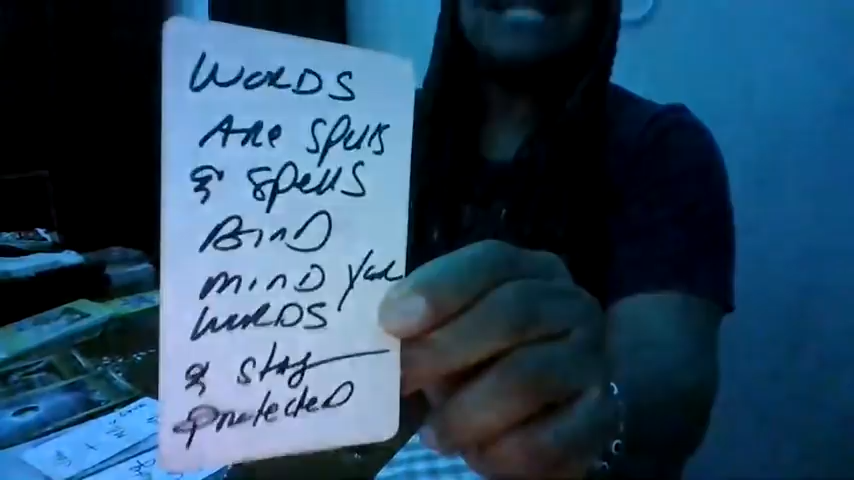 WORDS
ARE spells
& spells
BIND
MIND your
WORDS
& stay
protected